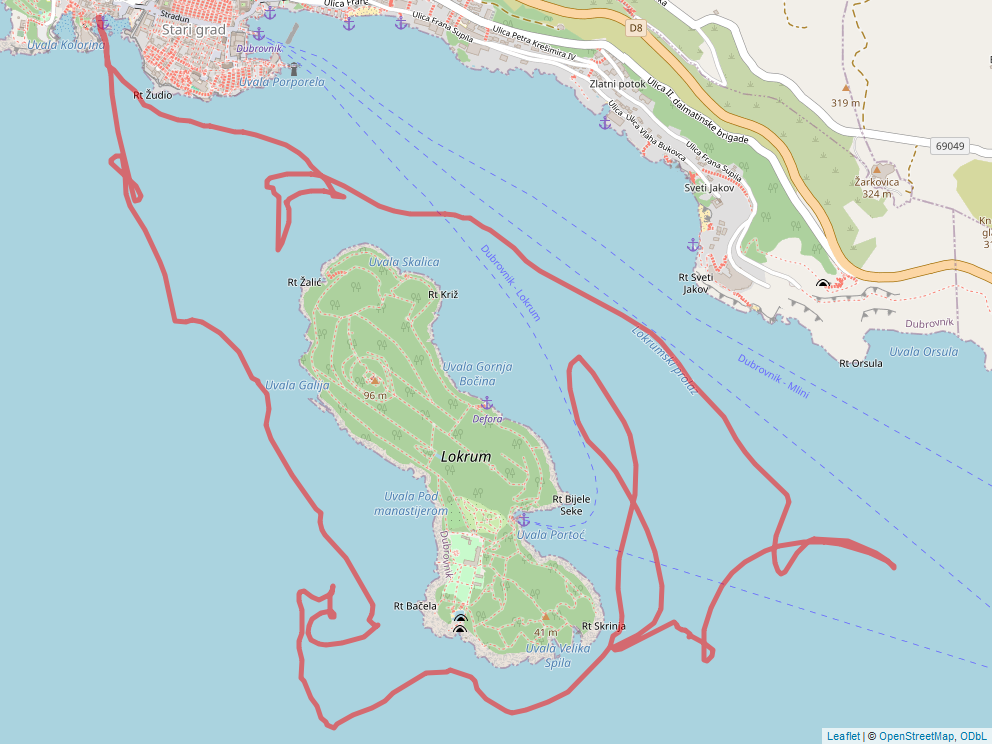 Ulica Frare
Stradun
Stari grad
Uvala Kolorina
Dubrovnik
Uvala Porporela
Rt Žudio
Ulica Frana Supila
Ulica Petra Krešimira IV
D8
Zlatni potok
Ulica II. dalmatinske brigade
319 m
Ulica Vlaha Bukovca
Ulica Frana Supila
69049
Žarkovica
324 m
Sveti Jakov
Uvala Skalica
Rt Žalić
Rt Križ
Dubrovnik - Lokrum
Rt Sveti
Jakov
Dubrovnik
Lokrumski prolaz
Uvala Orsula
Rt Orsula
Dubrovnik - Mlini
Uvala Gornja
Bočina
Uvala Galija
96 m
Defora
Lokrum
Uvala Pod
manastijerom
Rt Bijele
Seke
Uvala Portoč
Dubrovnik
Rt Bačela
Rt Skrinja
41 m
Uvala Velika
Spila
Leaflet | © OpenStreetMap, ODbL